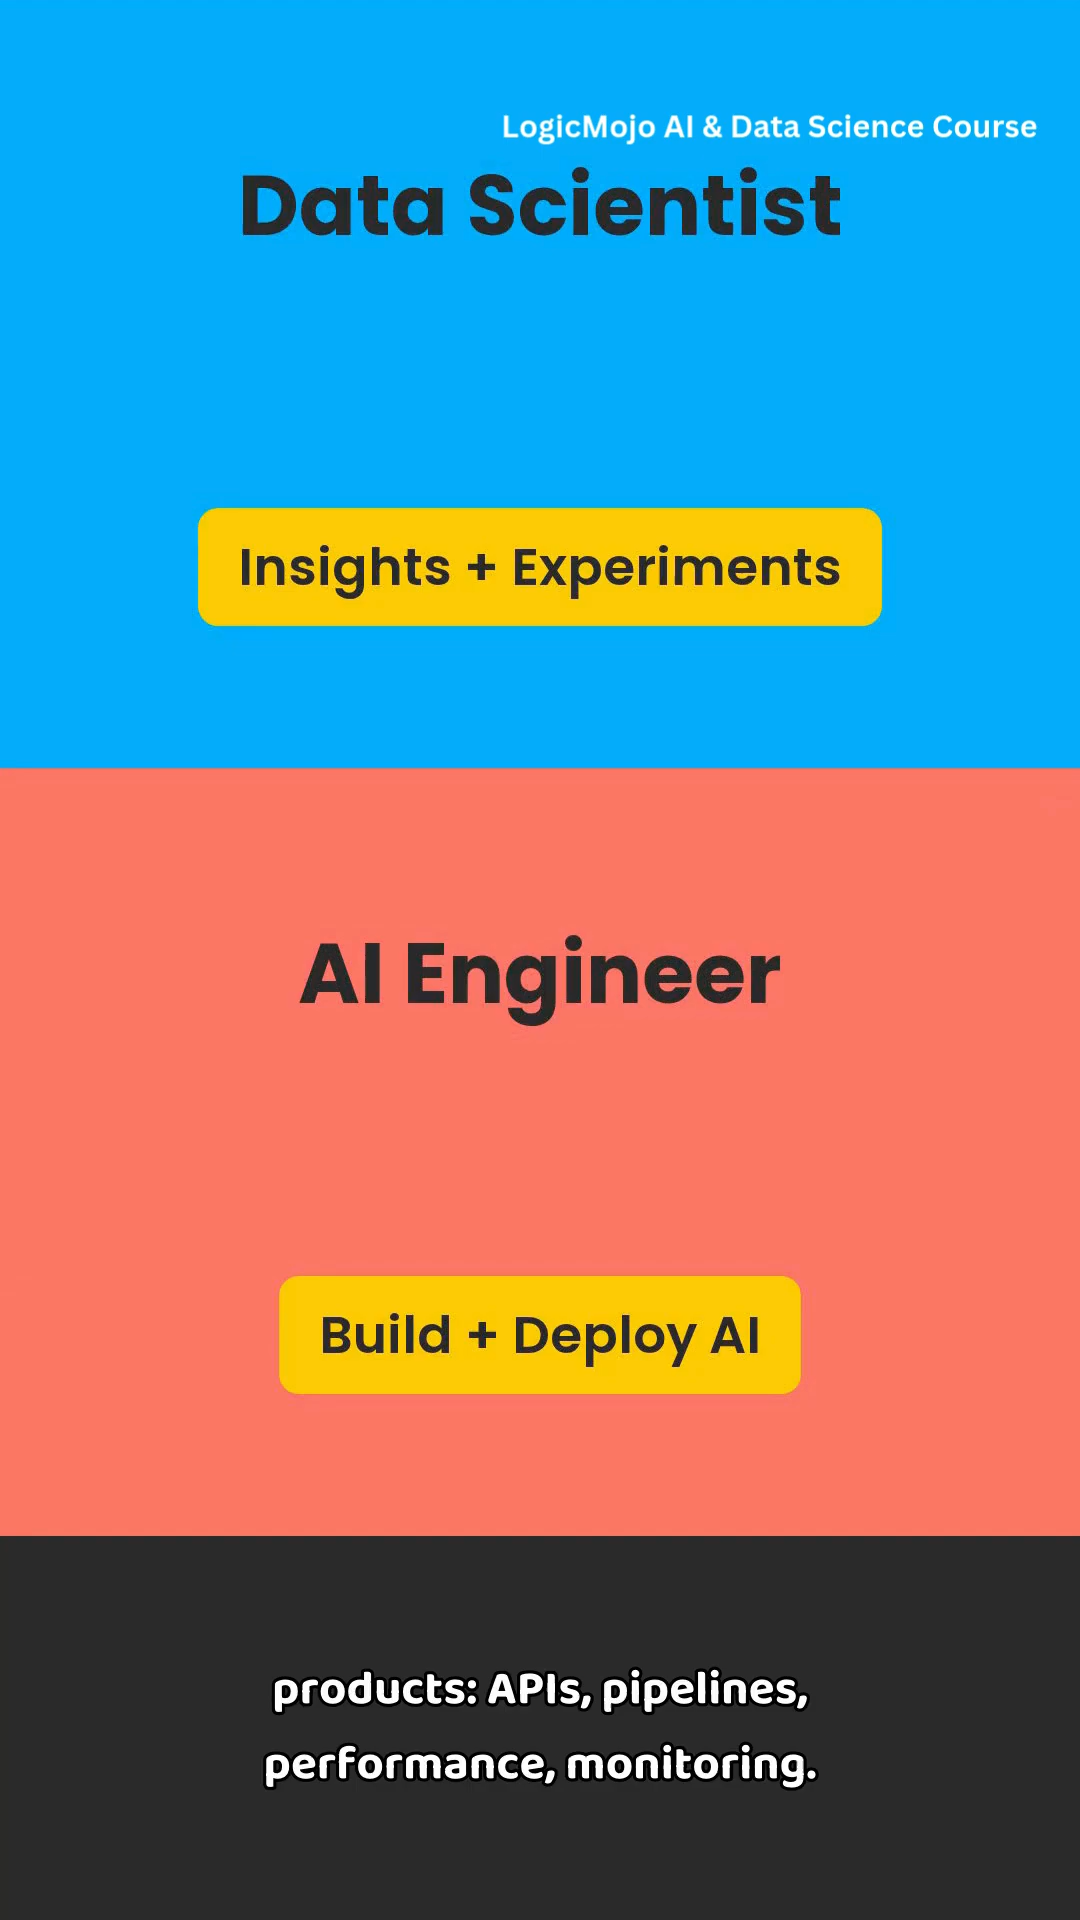 LogicMojo AI & Data Science Course
Data Scientist
Insights + Experiments
AI Engineer
Build + Deploy AI
products: APIs, pipelines,
performance, monitoring.